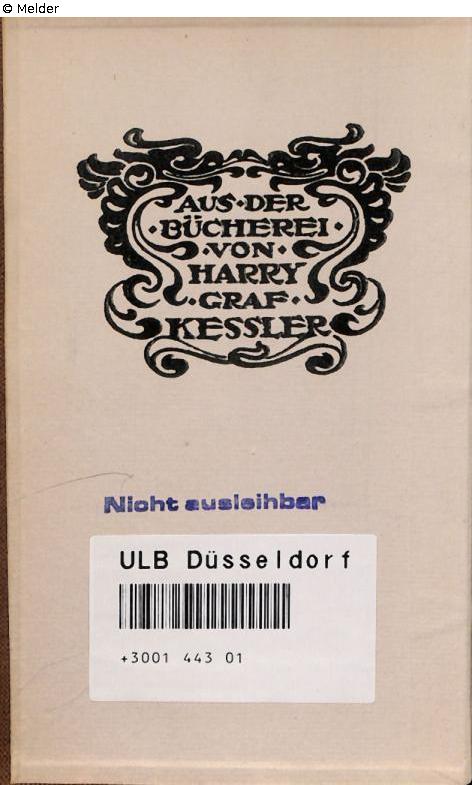 © Melder
AUS·DER
·BÜCHEREI·
·VON·
HARRY
·GRAF·
KESSLER
Nicht ausleihbar
ULB Düsseldorf
+3001 443 01